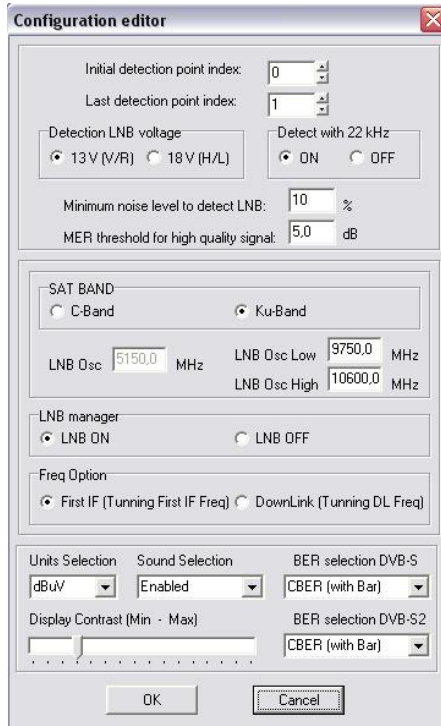 Configuration editor
Initial detection point index: 0
Last detection point index: 1
Detection LNB voltage
13 V (V/R) 18 V (H/L)
Detect with 22 kHz
ON OFF
Minimum noise level to detect LNB: 10 %
MER threshold for high quality signal: 5,0 dB
SAT BAND
C-Band Ku-Band
LNB Osc 5150,0 MHz
LNB Osc Low 9750,0 MHz
LNB Osc High 10600,0 MHz
LNB manager
LNB ON LNB OFF
Freq Option
First IF (Tunning First IF Freq) DownLink (Tunning DL Freq)
Units Selection Sound Selection BER selection DVB-S
dBuV Enabled CBER (with Bar)
Display Contrast (Min - Max) BER selection DVB-S2
CBER (with Bar)
OK Cancel